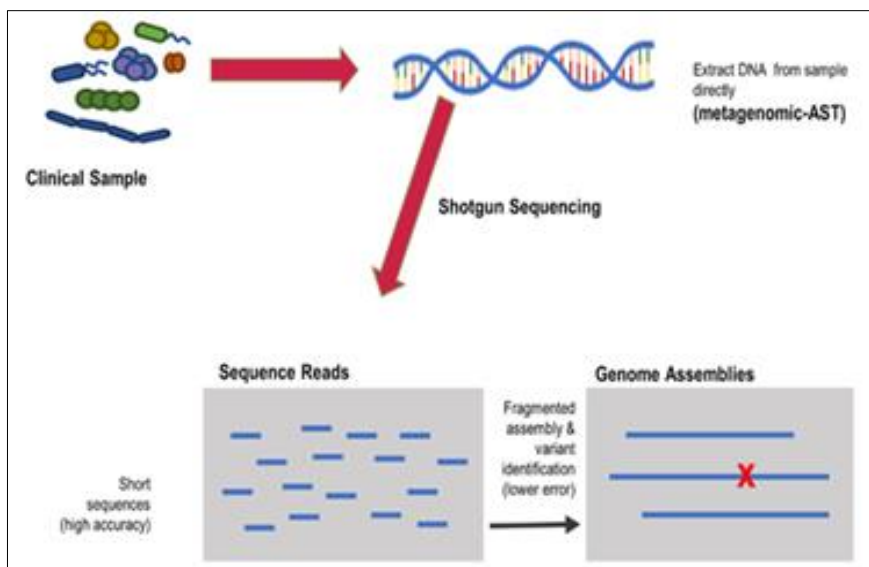 Extract DNA from sample
directly
(metagenomic-AST)
Clinical Sample
Shotgun Sequencing
Sequence Reads
Genome Assemblies
Fragmented
assembly &
variant
identification
(lower error)
Short
sequences
(high accuracy)
X